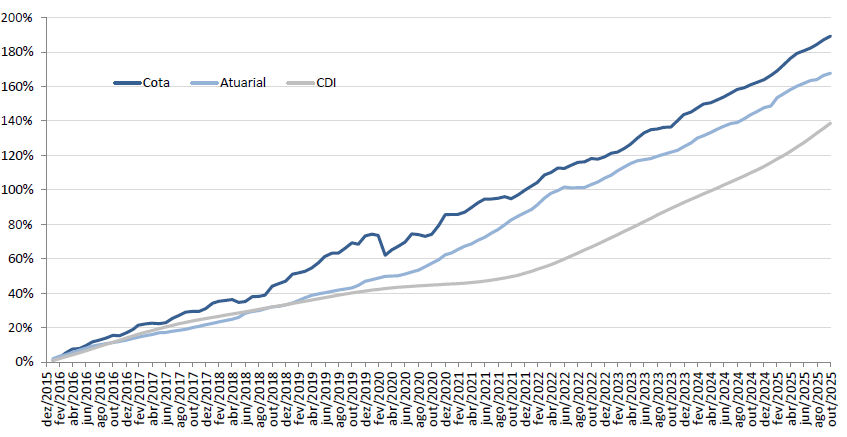 200%
180%
160%
140%
120%
100%
80%
60%
40%
20%
0%
Cota
Atuarial
CDI
dez/2015
fev/2016
abr/2016
jun/2016
ago/2016
out/2016
dez/2016
fev/2017
abr/2017
jun/2017
ago/2017
out/2017
dez/2017
fev/2018
abr/2018
jun/2018
ago/2018
out/2018
dez/2018
fev/2019
abr/2019
jun/2019
ago/2019
out/2019
dez/2019
fev/2020
abr/2020
jun/2020
ago/2020
out/2020
dez/2020
fev/2021
abr/2021
jun/2021
ago/2021
out/2021
dez/2021
fev/2022
abr/2022
jun/2022
ago/2022
out/2022
dez/2022
fev/2023
abr/2023
jun/2023
ago/2023
out/2023
dez/2023
fev/2024
abr/2024
jun/2024
ago/2024
out/2024
dez/2024
fev/2025
abr/2025
jun/2025
ago/2025
out/2025